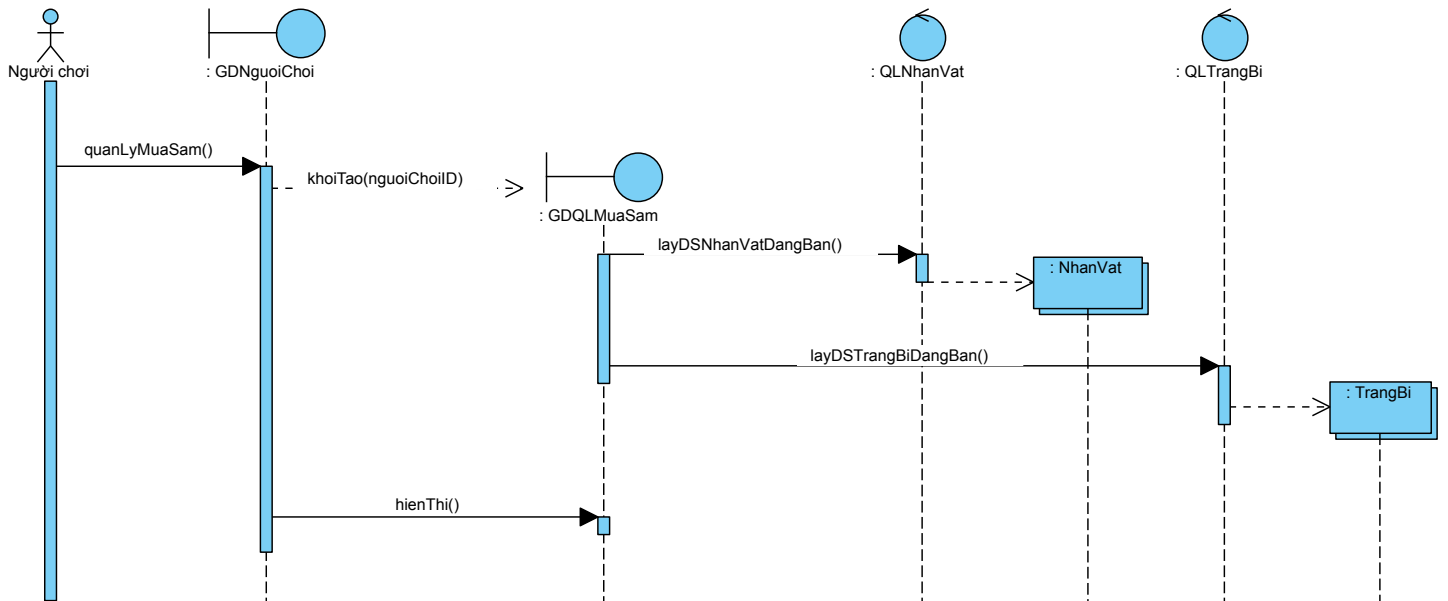 Người chơi
: GDNguoiChoi
: QLNhanVat
: QLTrangBi
quanLyMuaSam()
khoiTao(nguoiChoiID)
: GDQLMuaSam
layDSNhanVatDangBan()
: NhanVat
layDSTrangBiDangBan()
: TrangBi
hienThi()